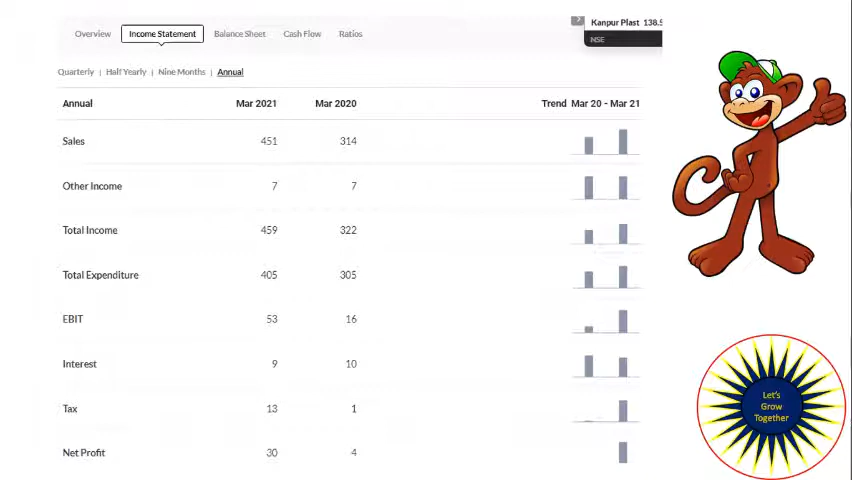 Overview Income Statement Balance Sheet Cash Flow Ratios
Kanpur Plast 138.5
NSE
Quarterly | Half Yearly | Nine Months | Annual
Annual Mar 2021 Mar 2020 Trend Mar 20 - Mar 21
Sales 451 314
Other Income 7 7
Total Income 459 322
Total Expenditure 405 305
EBIT 53 16
Interest 9 10
Tax 13 1
Net Profit 30 4
Let's
Grow
Together